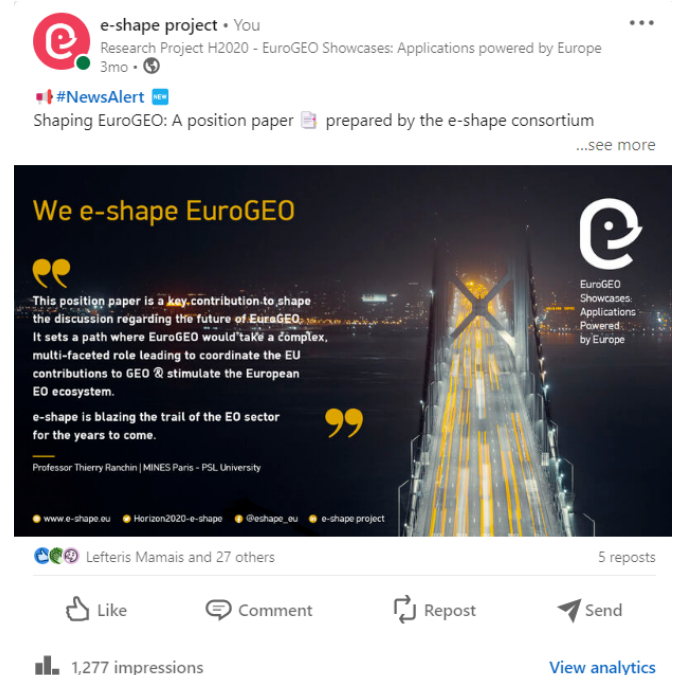 e-shape project • You
Research Project H2020 - EuroGEO Showcases: Applications powered by Europe
3mo •
#NewsAlert NEW
Shaping EuroGEO: A position paper prepared by the e-shape consortium
...see more
We e-shape EuroGEO
EuroGEO
Showcases:
Applications
Powered
by Europe
This position paper is a key contribution to shape
the discussion regarding the future of EuroGEO.
It sets a path where EuroGEO would take a complex,
multi-faceted role leading to coordinate the EU
contributions to GEO & stimulate the European
EO ecosystem.
e-shape is blazing the trail of the EO sector
for the years to come.
Professor Thierry Ranchin | MINES Paris - PSL University
www.e-shape.eu Horizon2020-e-shape @eshape_eu e-shape project
Lefteris Mamais and 27 others 5 reposts
Like Comment Repost Send
1,277 impressions View analytics